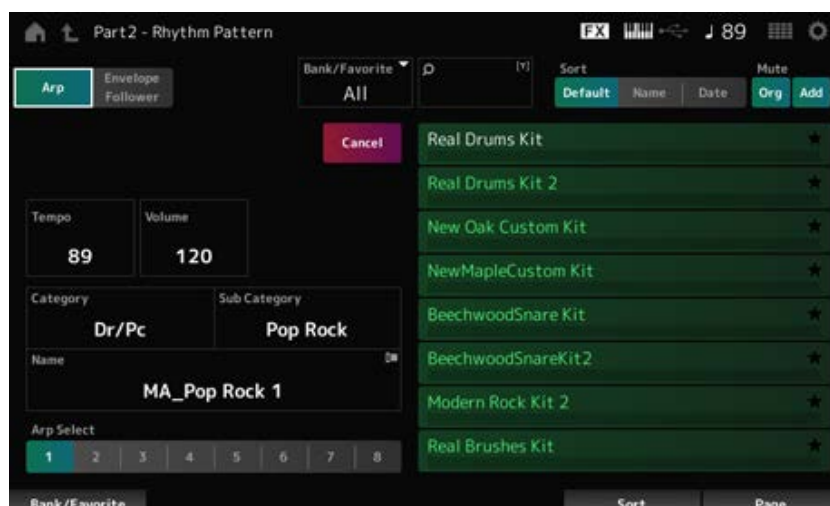 Part2 - Rhythm Pattern
FX
♩ 89
Arp
Envelope
Follower
Bank/Favorite
All
[Y]
Sort
Default Name Date
Mute
Org Add
Cancel
Tempo
89
Volume
120
Category
Dr/Pc
Sub Category
Pop Rock
Name
MA_Pop Rock 1
Arp Select
1 2 3 4 5 6 7 8
Real Drums Kit
Real Drums Kit 2
New Oak Custom Kit
NewMapleCustom Kit
BeechwoodSnare Kit
BeechwoodSnareKit2
Modern Rock Kit 2
Real Brushes Kit
Bank/Favorite
Sort
Page